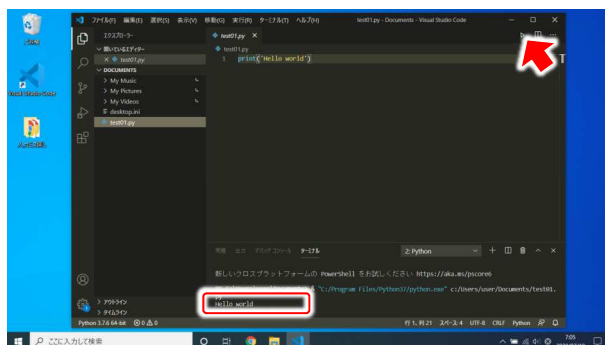 ファイル(F) 編集(E) 選択(S) 表示(V) 移動(G) 実行(R) ターミナル(T) ヘルプ(H) test01.py - Documents - Visual Studio Code
エクスプローラー
test01.py
開いているエディター
test01.py
test01.py
1 print('Hello world')
DOCUMENTS
My Music
My Pictures
My Videos
desktop.ini
test01.py
Visual Studio Code
問題 出力 デバッグ コンソール ターミナル 2: Python
新しいクロスプラットフォームの PowerShell をお試しください https://aka.ms/pscore6
"C:/Program Files/Python37/python.exe" c:/Users/user/Documents/test01.
py
Hello world
アウトライン
タイムライン
Python 3.7.6 64-bit 0 0 行 1、列 21 スペース: 4 UTF-8 CRLF Python
ここに入力して検索
7:05